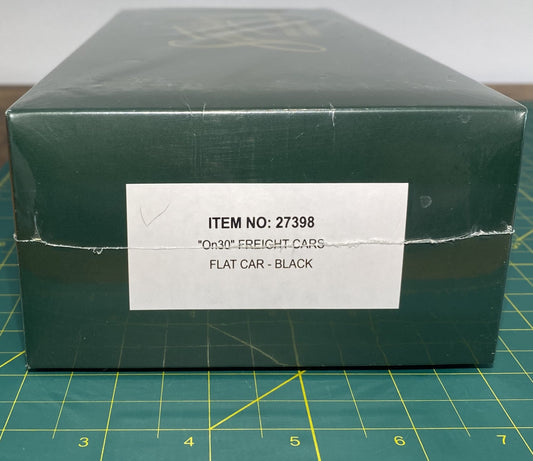 ITEM NO: 27398
"On30" FREIGHT CARS
FLAT CAR - BLACK
3 4 5 6 7